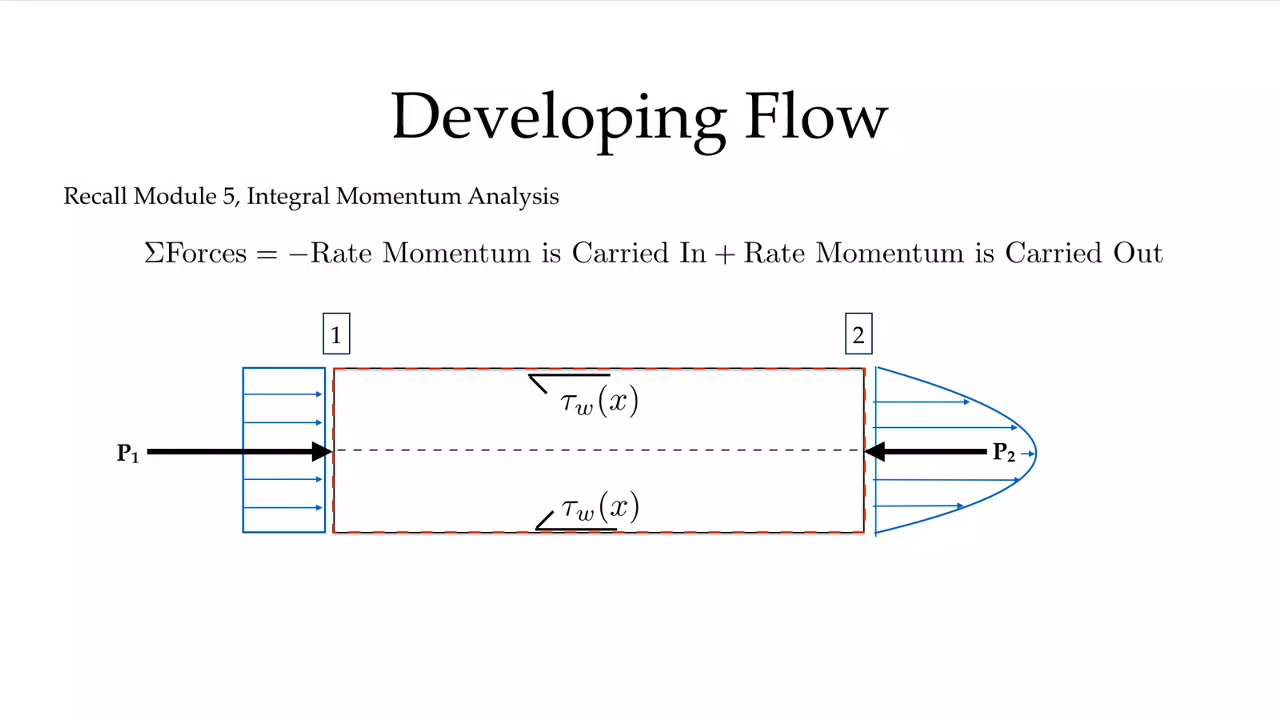 Developing Flow
Recall Module 5, Integral Momentum Analysis
ΣForces = −Rate Momentum is Carried In + Rate Momentum is Carried Out
1
2
τ_w(x)
P₁
P₂
τ_w(x)